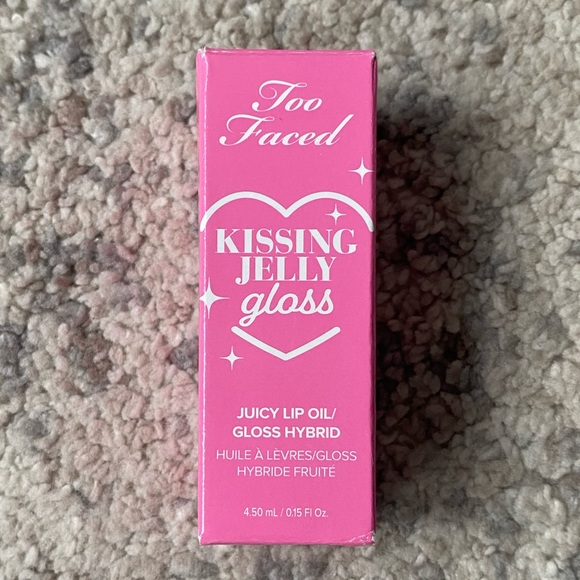 Too
Faced
KISSING
JELLY
gloss
JUICY LIP OIL/
GLOSS HYBRID
HUILE À LÈVRES/GLOSS
HYBRIDE FRUITÉ
4.50 mL / 0.15 Fl Oz.